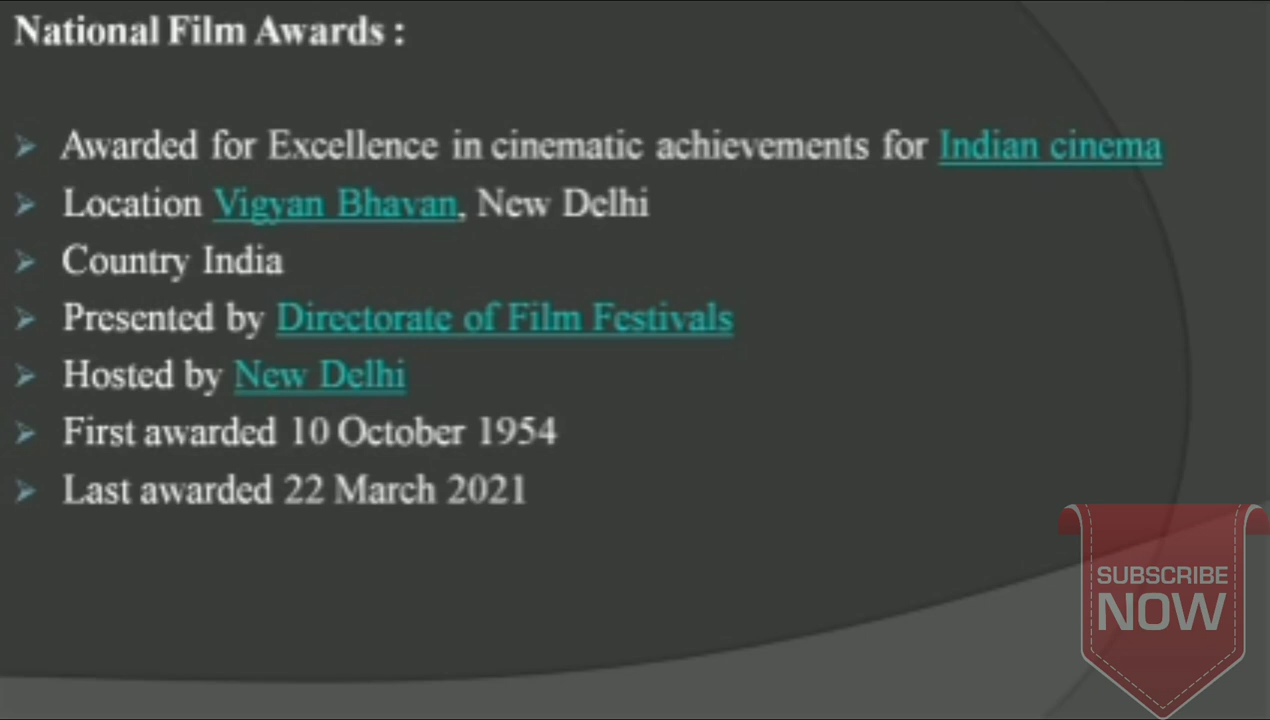 National Film Awards :
Awarded for Excellence in cinematic achievements for Indian cinema
Location Vigyan Bhavan, New Delhi
Country India
Presented by Directorate of Film Festivals
Hosted by New Delhi
First awarded 10 October 1954
Last awarded 22 March 2021
SUBSCRIBE
NOW